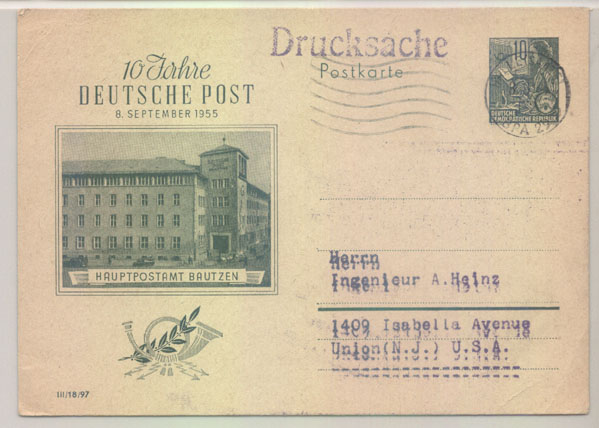 Drucksache
10 Jahre
DEUTSCHE POST
8. SEPTEMBER 1955
Postkarte
10
DEUTSCHE
DEMOKRATISCHE REPUBLIK
HAUPTPOSTAMT BAUTZEN
Herrn
Ingenieur A.Heinz
1409 Isabella Avenue
Union(N.J.) U.S.A.
III/18/97